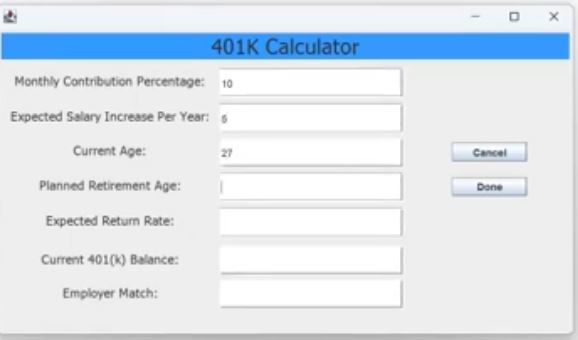 401K Calculator
Monthly Contribution Percentage: 10
Expected Salary Increase Per Year: 5
Current Age: 27
Cancel
Planned Retirement Age:
Done
Expected Return Rate:
Current 401(k) Balance:
Employer Match: